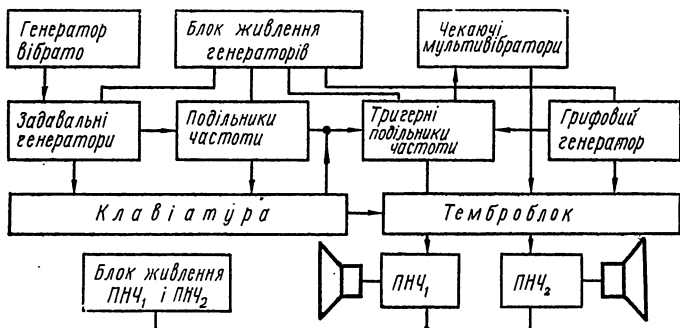 Генератор
вібрато
Блок живлення
генераторів
Чекаючі
мультивібратори
Задавальні
генератори
Подільники
частоти
Тригерні
подільники
частоти
Грифовий
генератор
Клавіатура
Темброблок
Блок живлення
ПНЧ₁ і ПНЧ₂
ПНЧ₁
ПНЧ₂